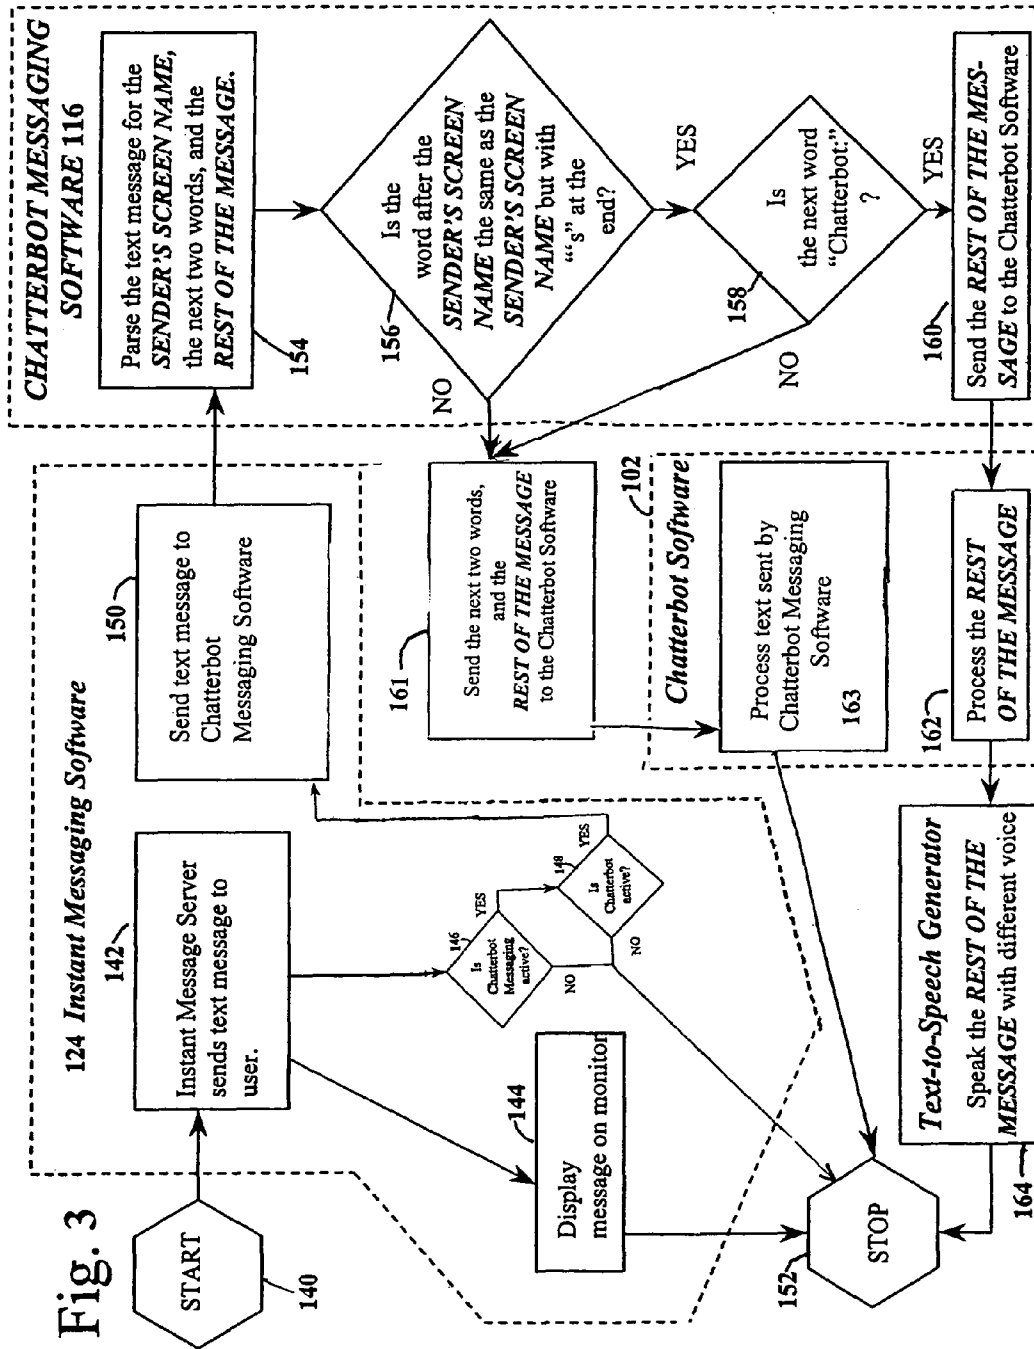 Fig. 3
START
140
124 Instant Messaging Software
142
Instant Message Server
sends text message to
user.
144
Display
message on monitor
146
Is
Chatterbot
Messaging
active?
YES
NO
148
Is
Chatterbot
active?
YES
NO
150
Send text message to
Chatterbot
Messaging Software
152
STOP
CHATTERBOT MESSAGING
SOFTWARE 116
Parse the text message for the
SENDER'S SCREEN NAME,
the next two words, and the
REST OF THE MESSAGE.
154
156
Is the
word after the
SENDER'S SCREEN
NAME the same as the
SENDER'S SCREEN
NAME but with
"'s" at the
end?
NO
YES
158
Is
the next word
"Chatterbot:"
?
NO
YES
160
Send the REST OF THE MES-
SAGE to the Chatterbot Software
161
Send the next two words,
and the
REST OF THE MESSAGE
to the Chatterbot Software
102
Chatterbot Software
Process text sent by
Chatterbot Messaging
Software
163
162
Process the REST
OF THE MESSAGE
Text-to-Speech Generator
Speak the REST OF THE
MESSAGE with different voice
164